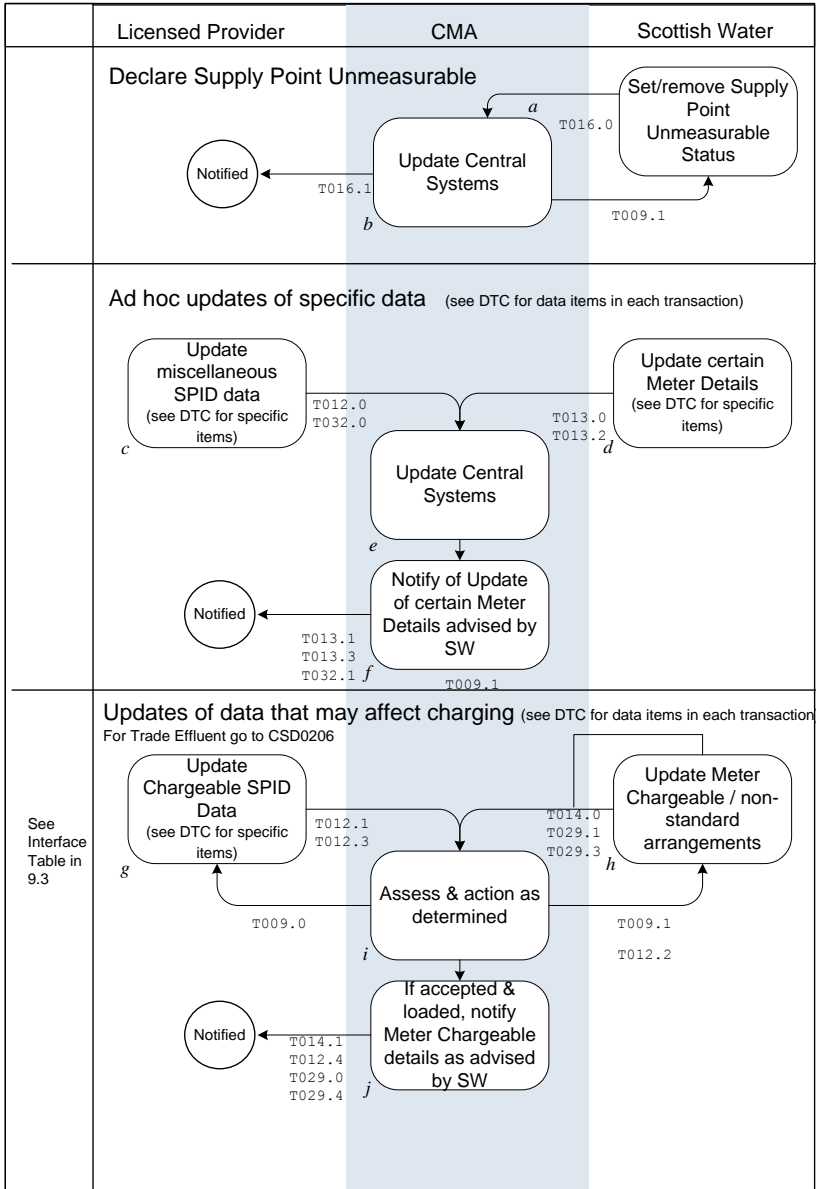 Licensed Provider
CMA
Scottish Water
Declare Supply Point Unmeasurable
Set/remove Supply
Point
Unmeasurable
Status
a
T016.0
Update Central
Systems
Notified
T016.1
T009.1
b
Ad hoc updates of specific data (see DTC for data items in each transaction)
Update
miscellaneous
SPID data
(see DTC for specific
items)
c
T012.0
T032.0
Update certain
Meter Details
(see DTC for specific
items)
T013.0
T013.2
d
Update Central
Systems
e
Notify of Update
of certain Meter
Details advised by
SW
Notified
T013.1
T013.3
T032.1
f
T009.1
Updates of data that may affect charging (see DTC for data items in each transaction
For Trade Effluent go to CSD0206
See
Interface
Table in
9.3
Update
Chargeable SPID
Data
(see DTC for specific
items)
g
T012.1
T012.3
Update Meter
Chargeable / non-
standard
arrangements
T014.0
T029.1
T029.3
h
Assess & action as
determined
T009.0
i
T009.1
T012.2
If accepted &
loaded, notify
Meter Chargeable
details as advised
by SW
Notified
T014.1
T012.4
T029.0
T029.4
j